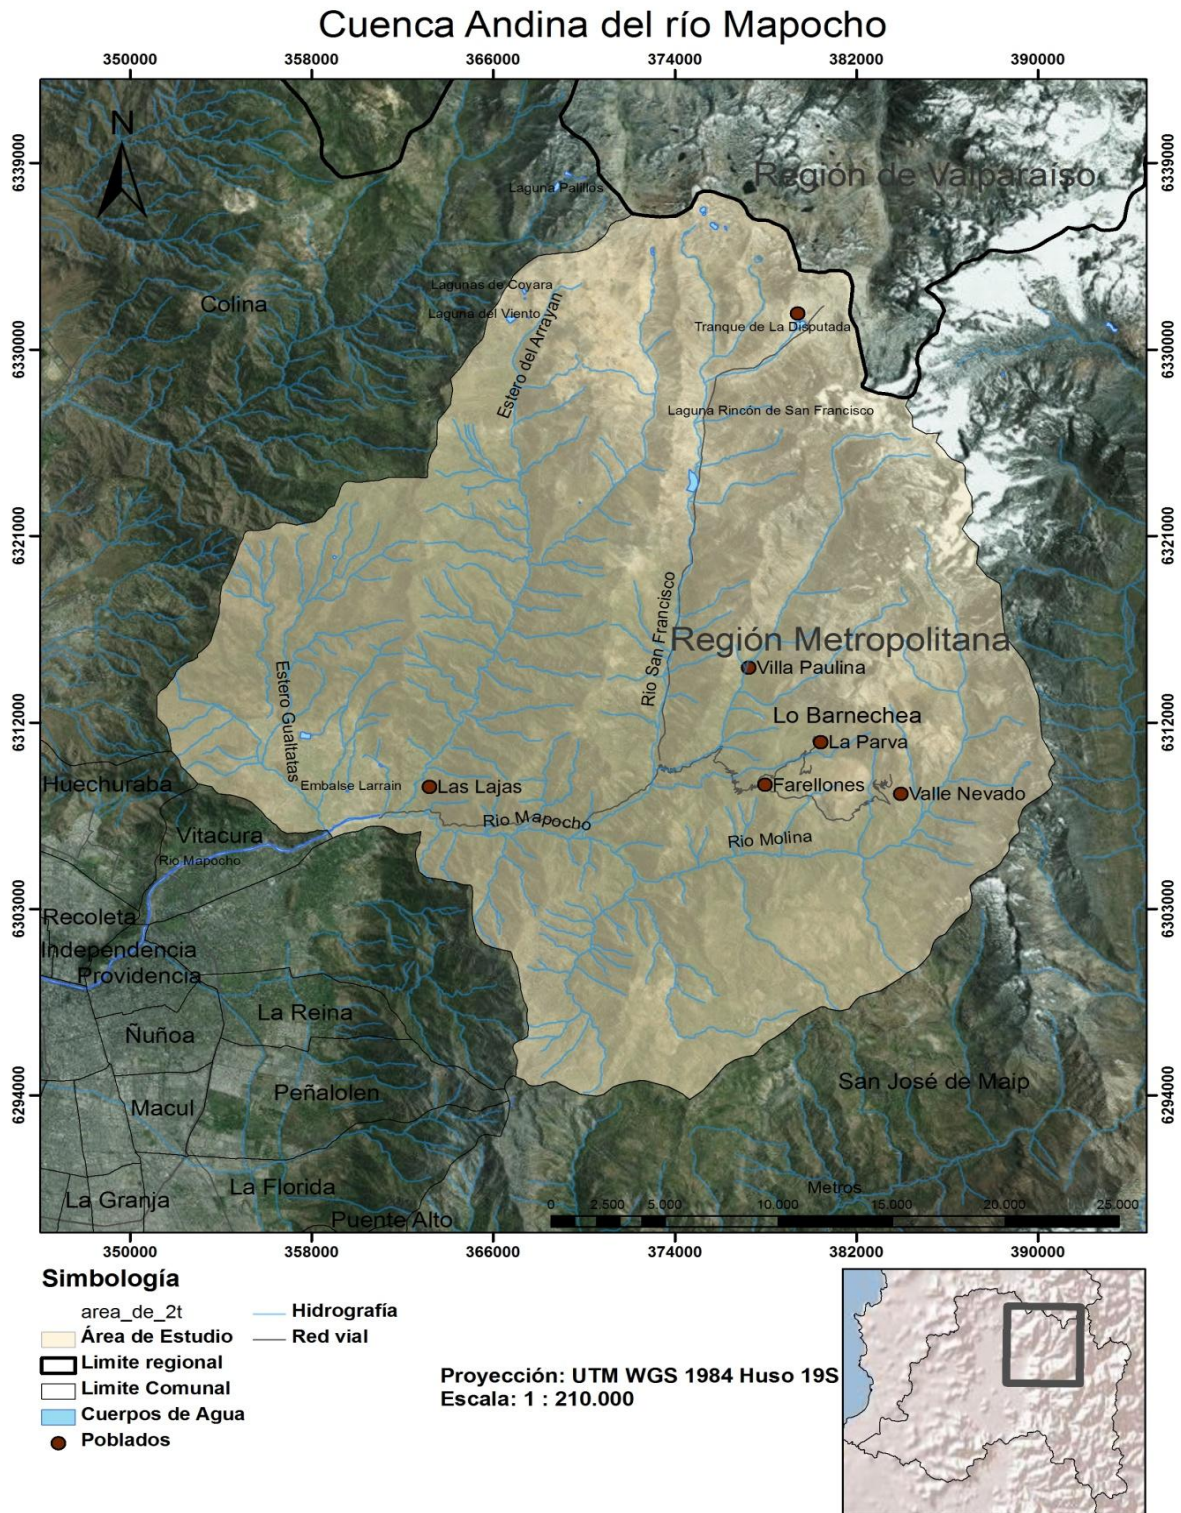 Cuenca Andina del río Mapocho
350000 358000 366000 374000 382000 390000
N
6339000
6339000
Región de Valparaíso
Laguna Palillos
Lagunas de Coyara
Colina
Laguna del Viento
Estero del Arrayan
Tranque de La Disputada
6330000
6330000
Laguna Rincón de San Francisco
6321000
6321000
Rio San Francisco
Región Metropolitana
Villa Paulina
Estero Gualtatas
6312000
6312000
Lo Barnechea
La Parva
Huechuraba
Embalse Larrain
Las Lajas
Farellones
Valle Nevado
Rio Mapocho
Vitacura
Rio Molina
Rio Mapocho
6303000
6303000
Recoleta
Independencia
Providencia
La Reina
Ñuñoa
San José de Maip
Peñalolen
6294000
6294000
Macul
La Florida
Metros
La Granja
0 2.500 5.000 10.000 15.000 20.000 25.000
Puente Alto
350000 358000 366000 374000 382000 390000
Simbología
area_de_2t
Área de Estudio
Limite regional
Limite Comunal
Cuerpos de Agua
Poblados
Hidrografía
Red vial
Proyección: UTM WGS 1984 Huso 19S
Escala: 1 : 210.000